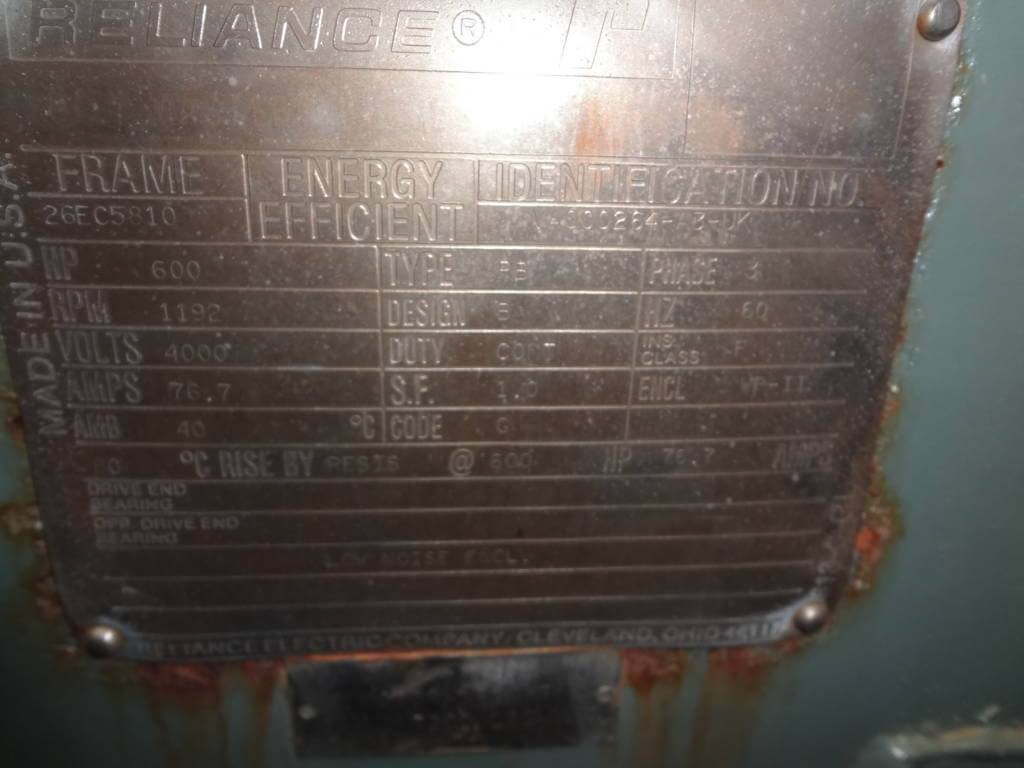 RELIANCE®
FRAME ENERGY EFFICIENT IDENTIFICATION NO.
26EC5810
HP 600 TYPE PHASE 3
RPM 1192 DESIGN B HZ 60
VOLTS 4000 DUTY CONT INS. CLASS F
AMPS 76.7 S.F. 1.0 ENCL
AMB 40 °C CODE G
°C RISE BY RESIS @ 600 HP 76.7 AMPS
DRIVE END
BEARING
OPP. DRIVE END
BEARING
LOW NOISE ENCL.
RELIANCE ELECTRIC COMPANY, CLEVELAND, OHIO
MADE IN U.S.A.